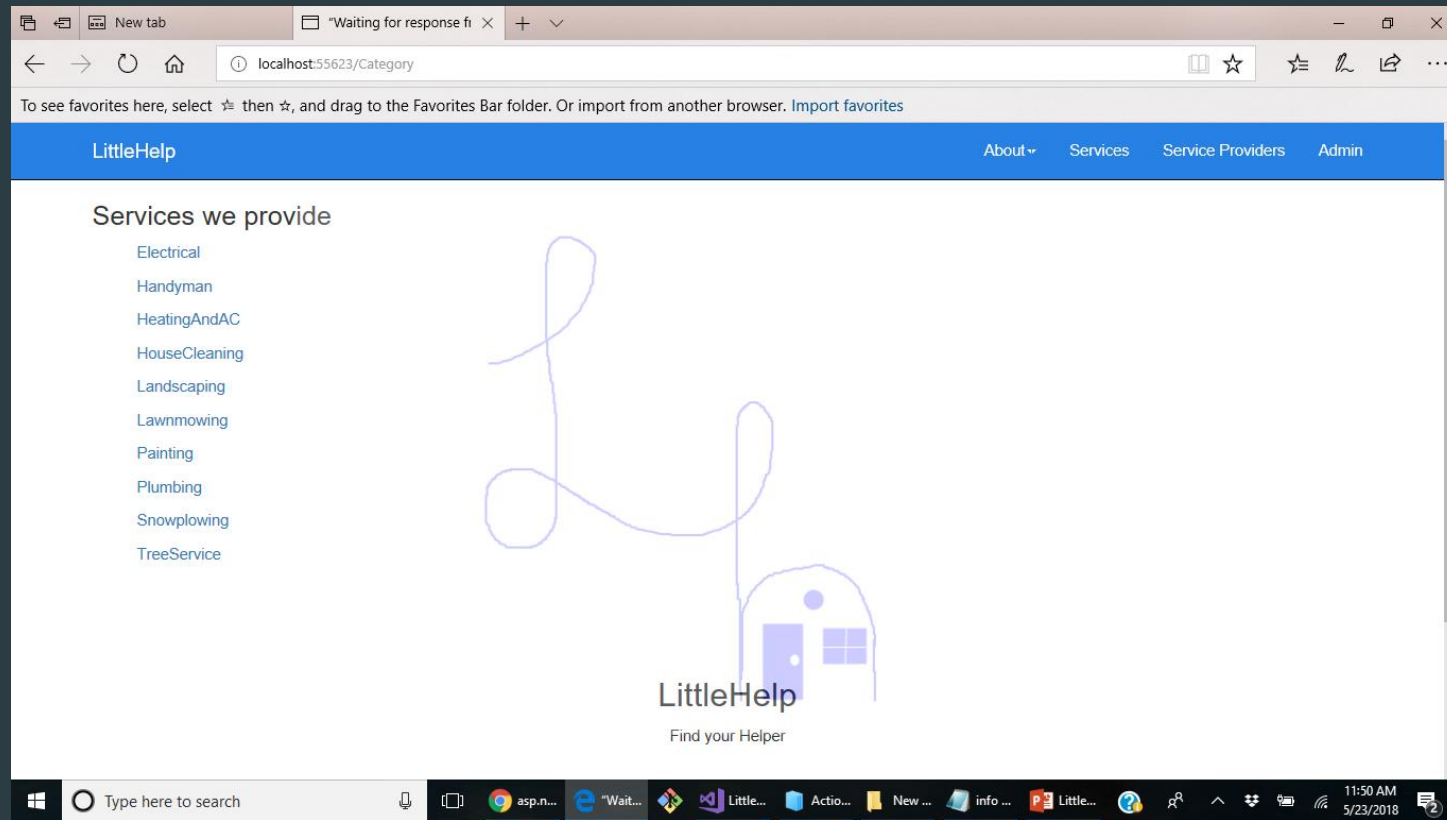 New tab
"Waiting for response fr
localhost:55623/Category
To see favorites here, select then , and drag to the Favorites Bar folder. Or import from another browser. Import favorites
LittleHelp About Services Service Providers Admin
Services we provide
Electrical
Handyman
HeatingAndAC
HouseCleaning
Landscaping
Lawnmowing
Painting
Plumbing
Snowplowing
TreeService
Lh
LittleHelp
Find your Helper
Type here to search asp.n... "Wait... Little... Actio... New ... info ... Little... 11:50 AM
5/23/2018
2